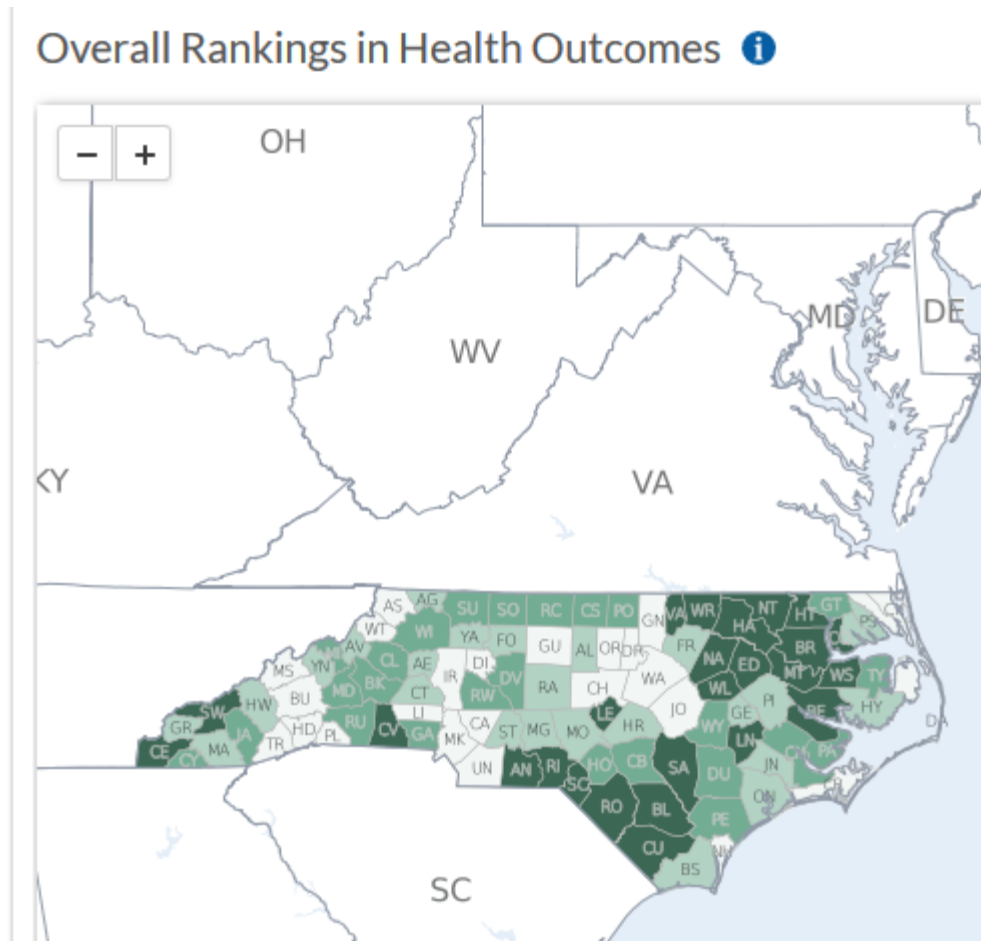 Overall Rankings in Health Outcomes i
− +
OH
MD
DE
WV
KY
VA
AS AG SU SO RC CS PO GN VA WR NT HT GT
WT WI YA FO GU AL OR DR FR HA PS
AV CL AE IR DI DV WA NA ED BR
MS YN MD BK CT RW RA CH WL MT WS TY
SW HW BU LI JO PI BE HY
GR JA RU CV GA CA ST MG MO LE HR WY GE DA
CE CY MA TR HD PL MK HO CB LN PA
UN AN RI SC SA DU JN CR
RO BL ON
PE
CU NH
BS
SC